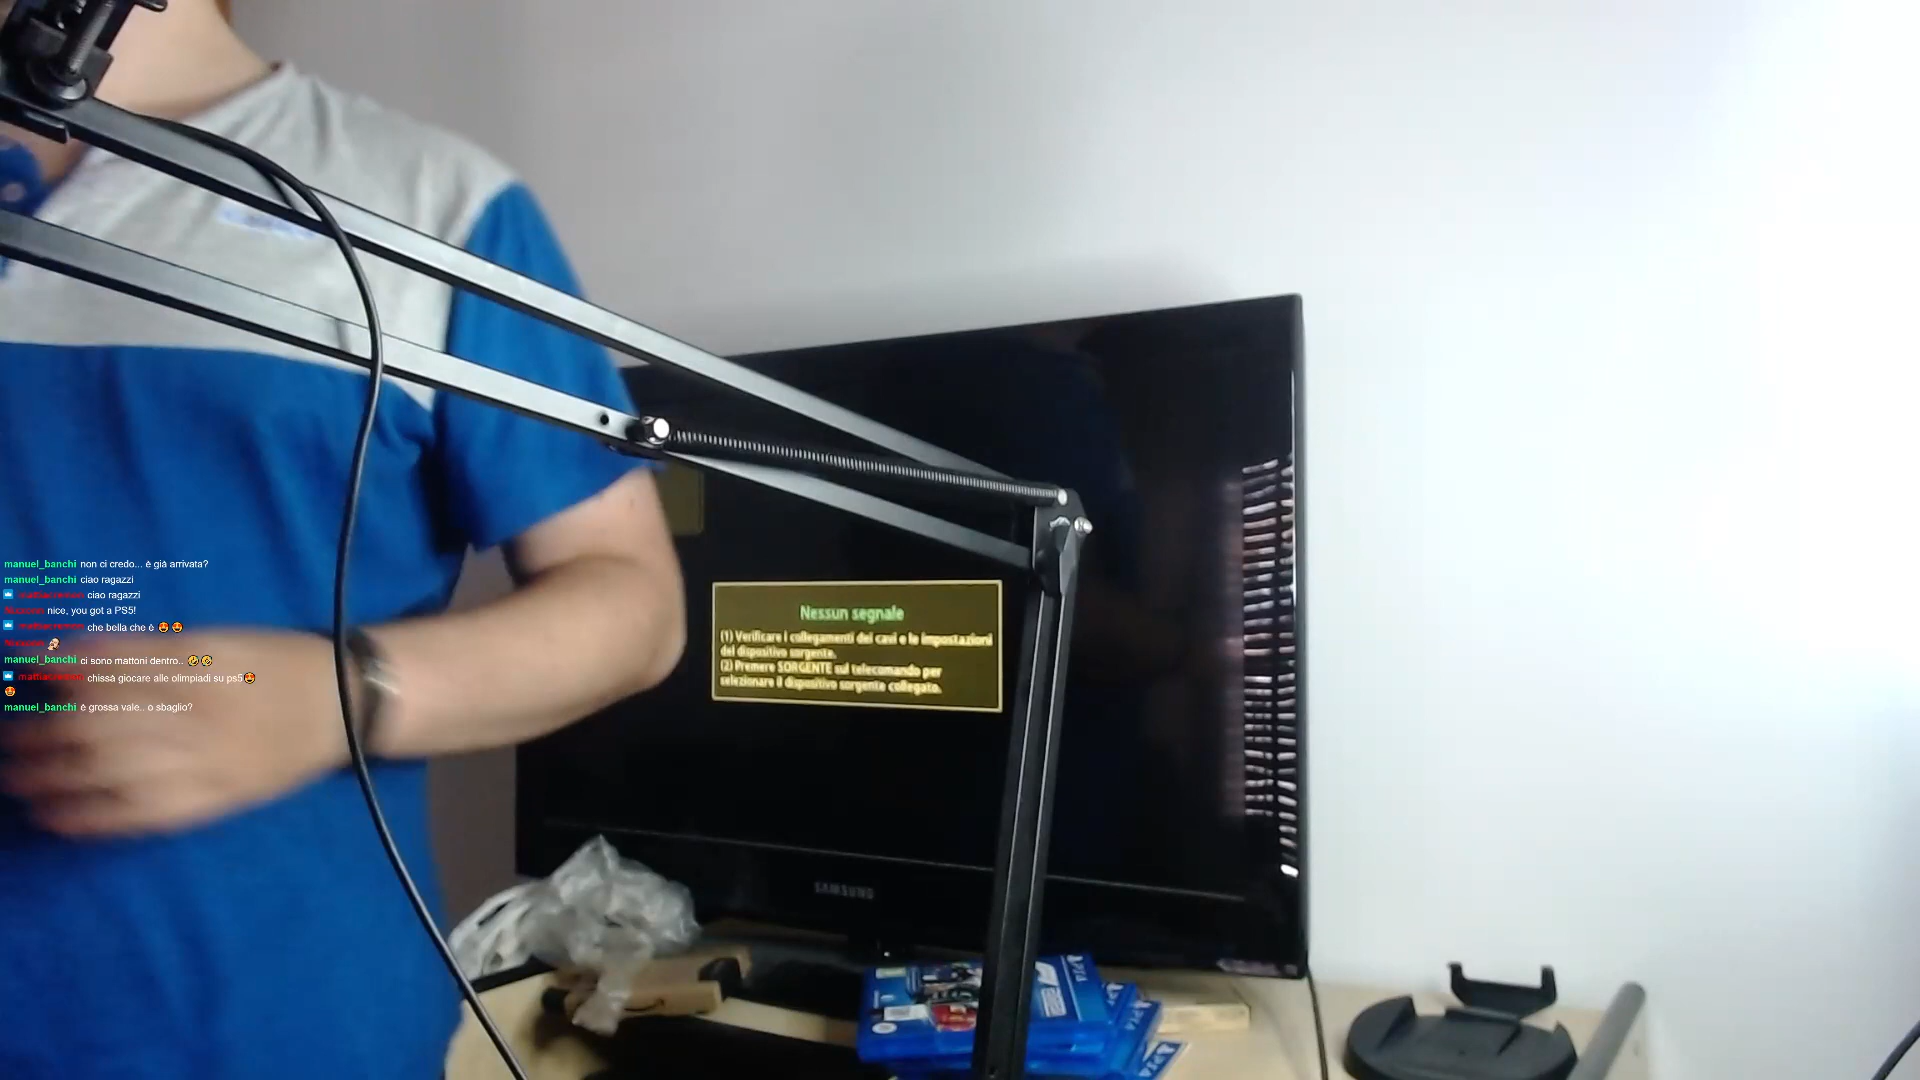 manuel_banchi non ci credo... è già arrivata?
manuel_banchi ciao ragazzi
ciao ragazzi
nice, you got a PS5!
che bella che è 😍 😍
manuel_banchi ci sono mattoni dentro.. 🤣 🤣
chissà giocare alle olimpiadi su ps5😍
😍
manuel_banchi è grossa vale.. o sbaglio?
Nessun segnale
(1) Verificare i collegamenti dei cavi e le impostazioni
del dispositivo sorgente.
(2) Premere SORGENTE sul telecomando per
selezionare il dispositivo sorgente collegato.
SAMSUNG
PS4
PS4
PS4